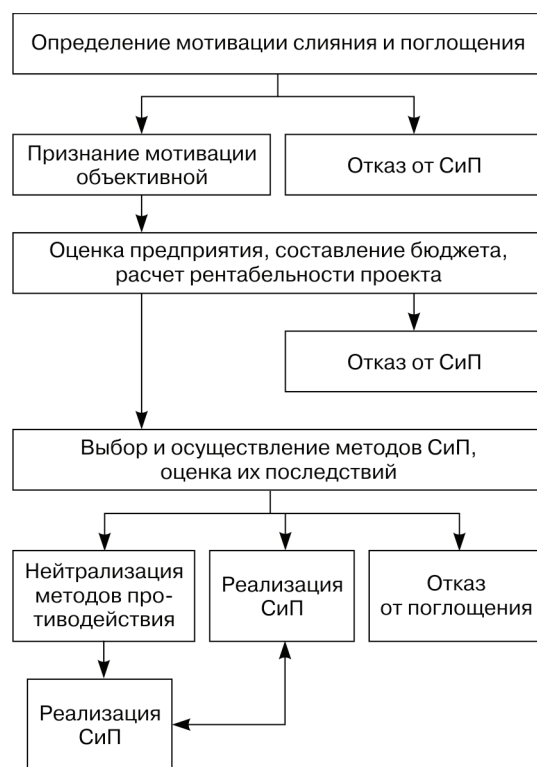 Определение мотивации слияния и поглощения
Признание мотивации
объективной
Отказ от СиП
Оценка предприятия, составление бюджета,
расчет рентабельности проекта
Отказ от СиП
Выбор и осуществление методов СиП,
оценка их последствий
Нейтрализация
методов про-
тиводействия
Реализация
СиП
Отказ
от поглощения
Реализация
СиП